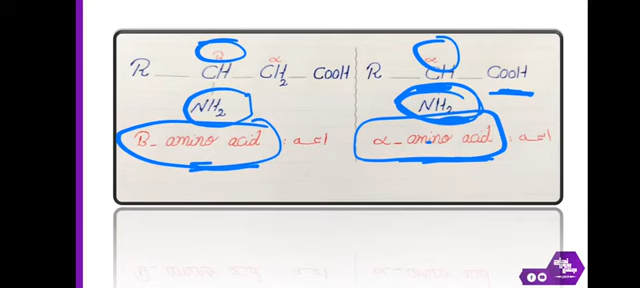 β α
R — CH — CH₂ — COOH
NH₂
B- amino acid
α
R — CH — COOH
NH₂
α- amino acid